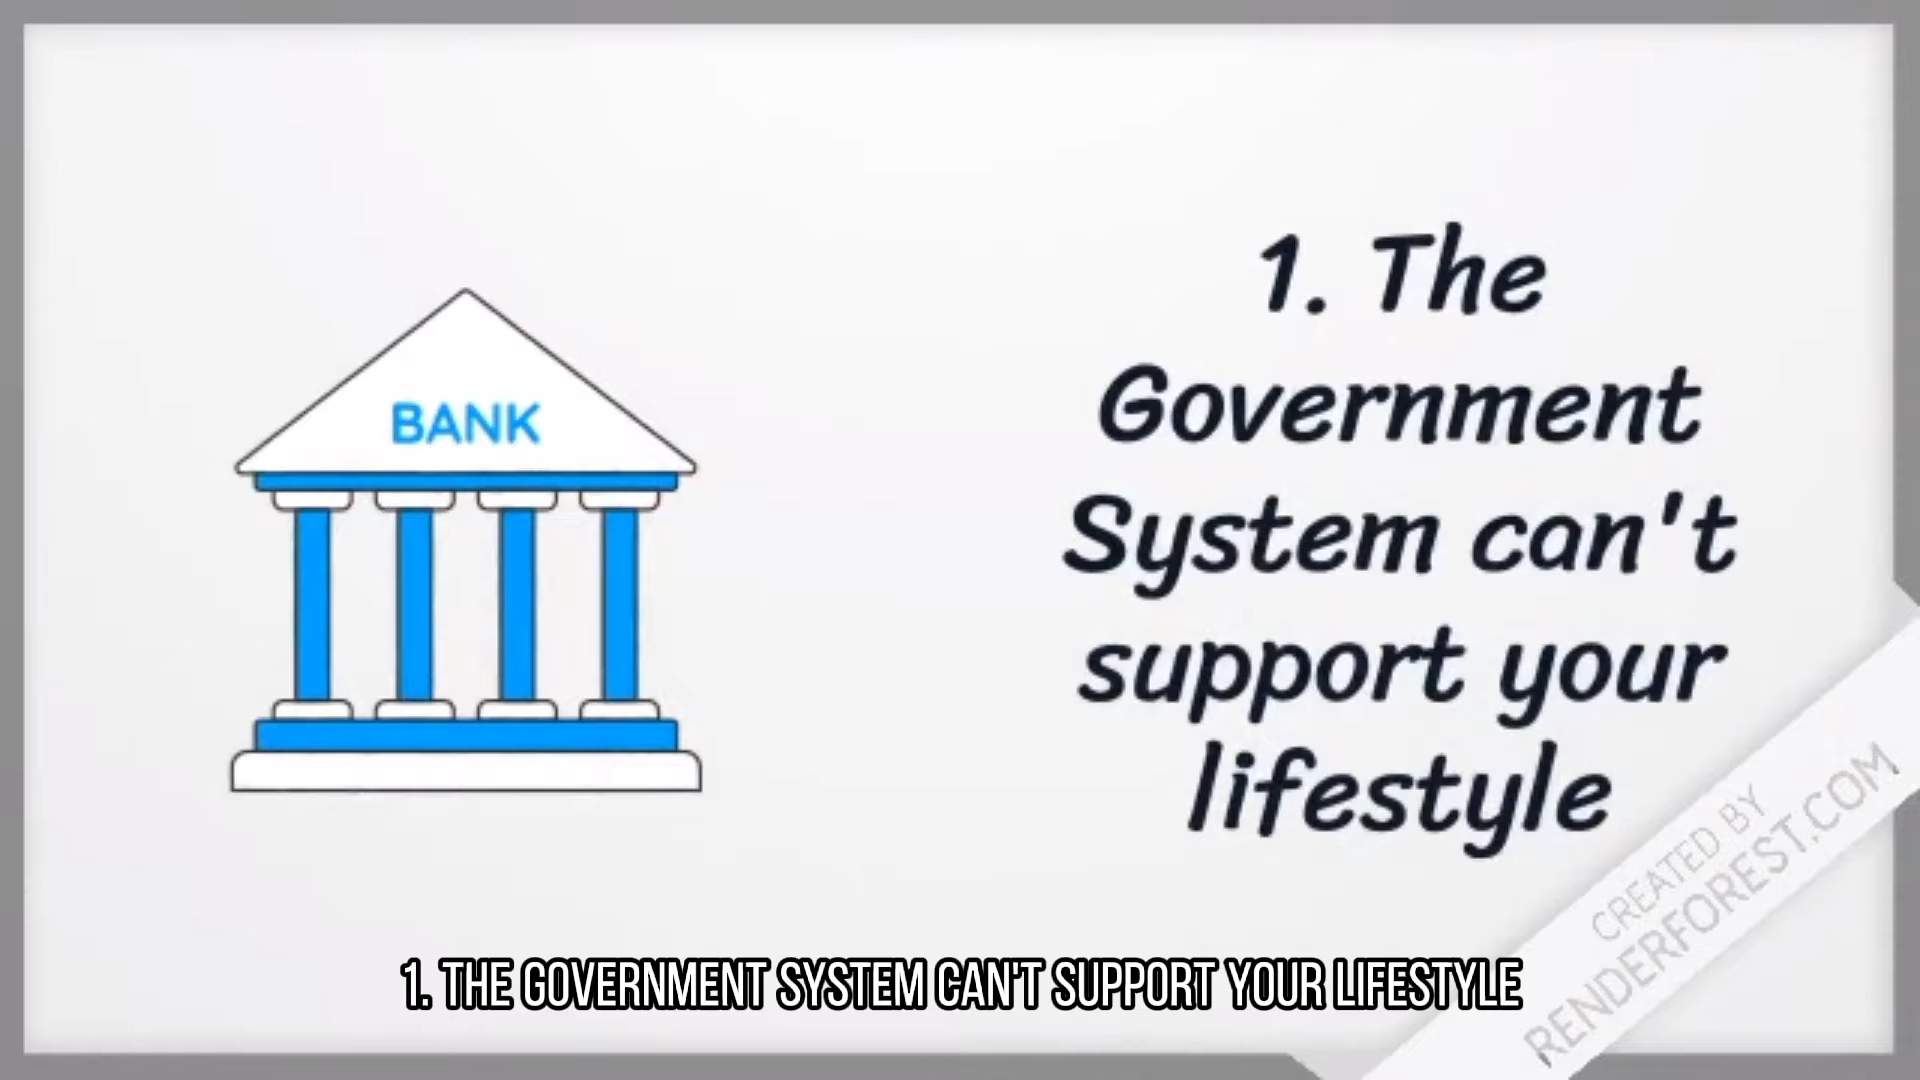 BANK
1. The
Government
System can't
support your
lifestyle
CREATED BY
RENDERFOREST.COM
1. THE GOVERNMENT SYSTEM CAN'T SUPPORT YOUR LIFESTYLE